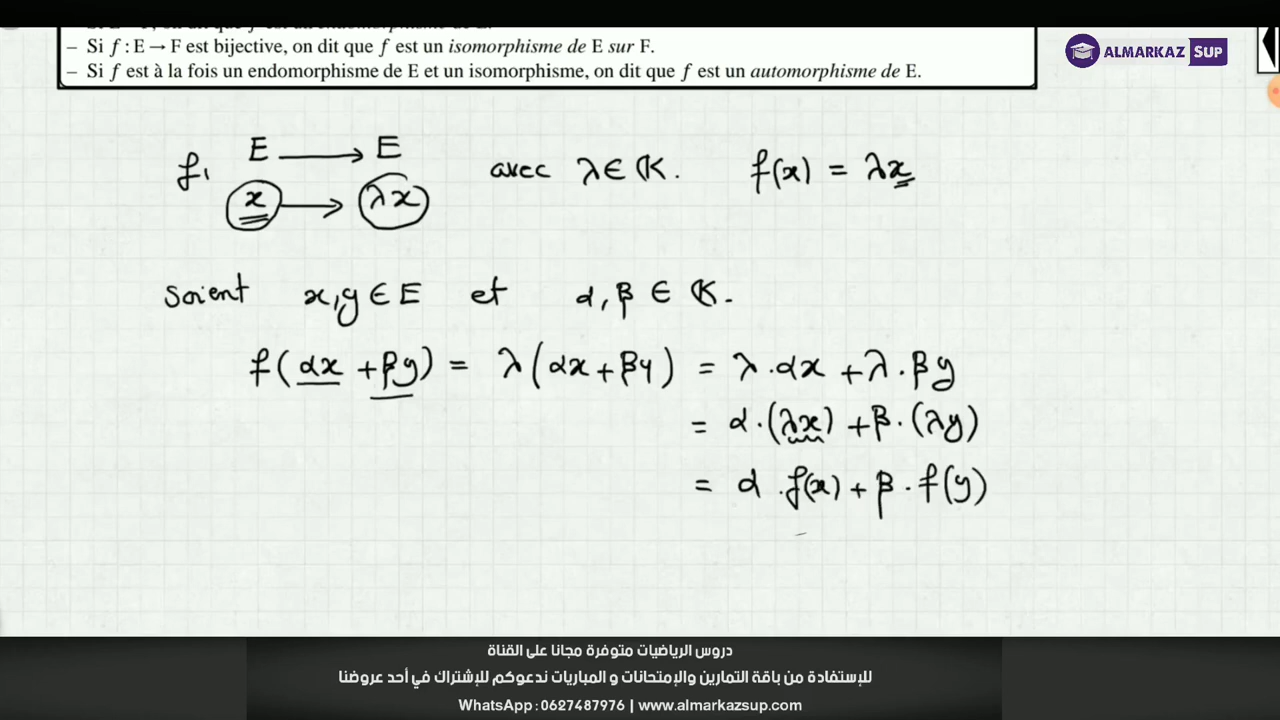 – Si f : E → F est bijective, on dit que f est un isomorphisme de E sur F.
– Si f est à la fois un endomorphisme de E et un isomorphisme, on dit que f est un automorphisme de E.
ALMARKAZ SUP
f, E → E avec λ ∈ K. f(x) = λx
x → λx
Soient x, y ∈ E et α, β ∈ K.
f(αx + βy) = λ(αx + βy) = λ·αx + λ·βy
= α·(λx) + β·(λy)
= α·f(x) + β·f(y)
دروس الرياضيات متوفرة مجانا على القناة
للإستفادة من باقة التمارين والإمتحانات و المباريات ندعوكم للإشتراك في أحد عروضنا
WhatsApp : 0627487976 | www.almarkazsup.com